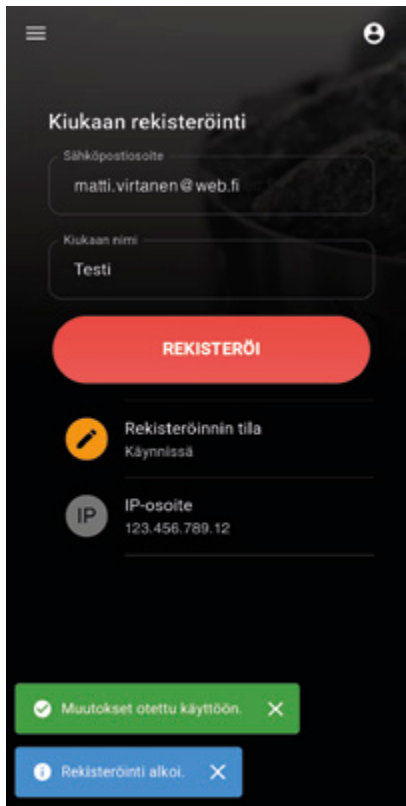 Kiukaan rekisteröinti
Sähköpostiosoite
matti.virtanen@web.fi
Kiukaan nimi
Testi
REKISTERÖI
Rekisteröinnin tila
Käynnissä
IP
IP-osoite
123.456.789.12
Muutokset otettu käyttöön.
Rekisteröinti alkoi.